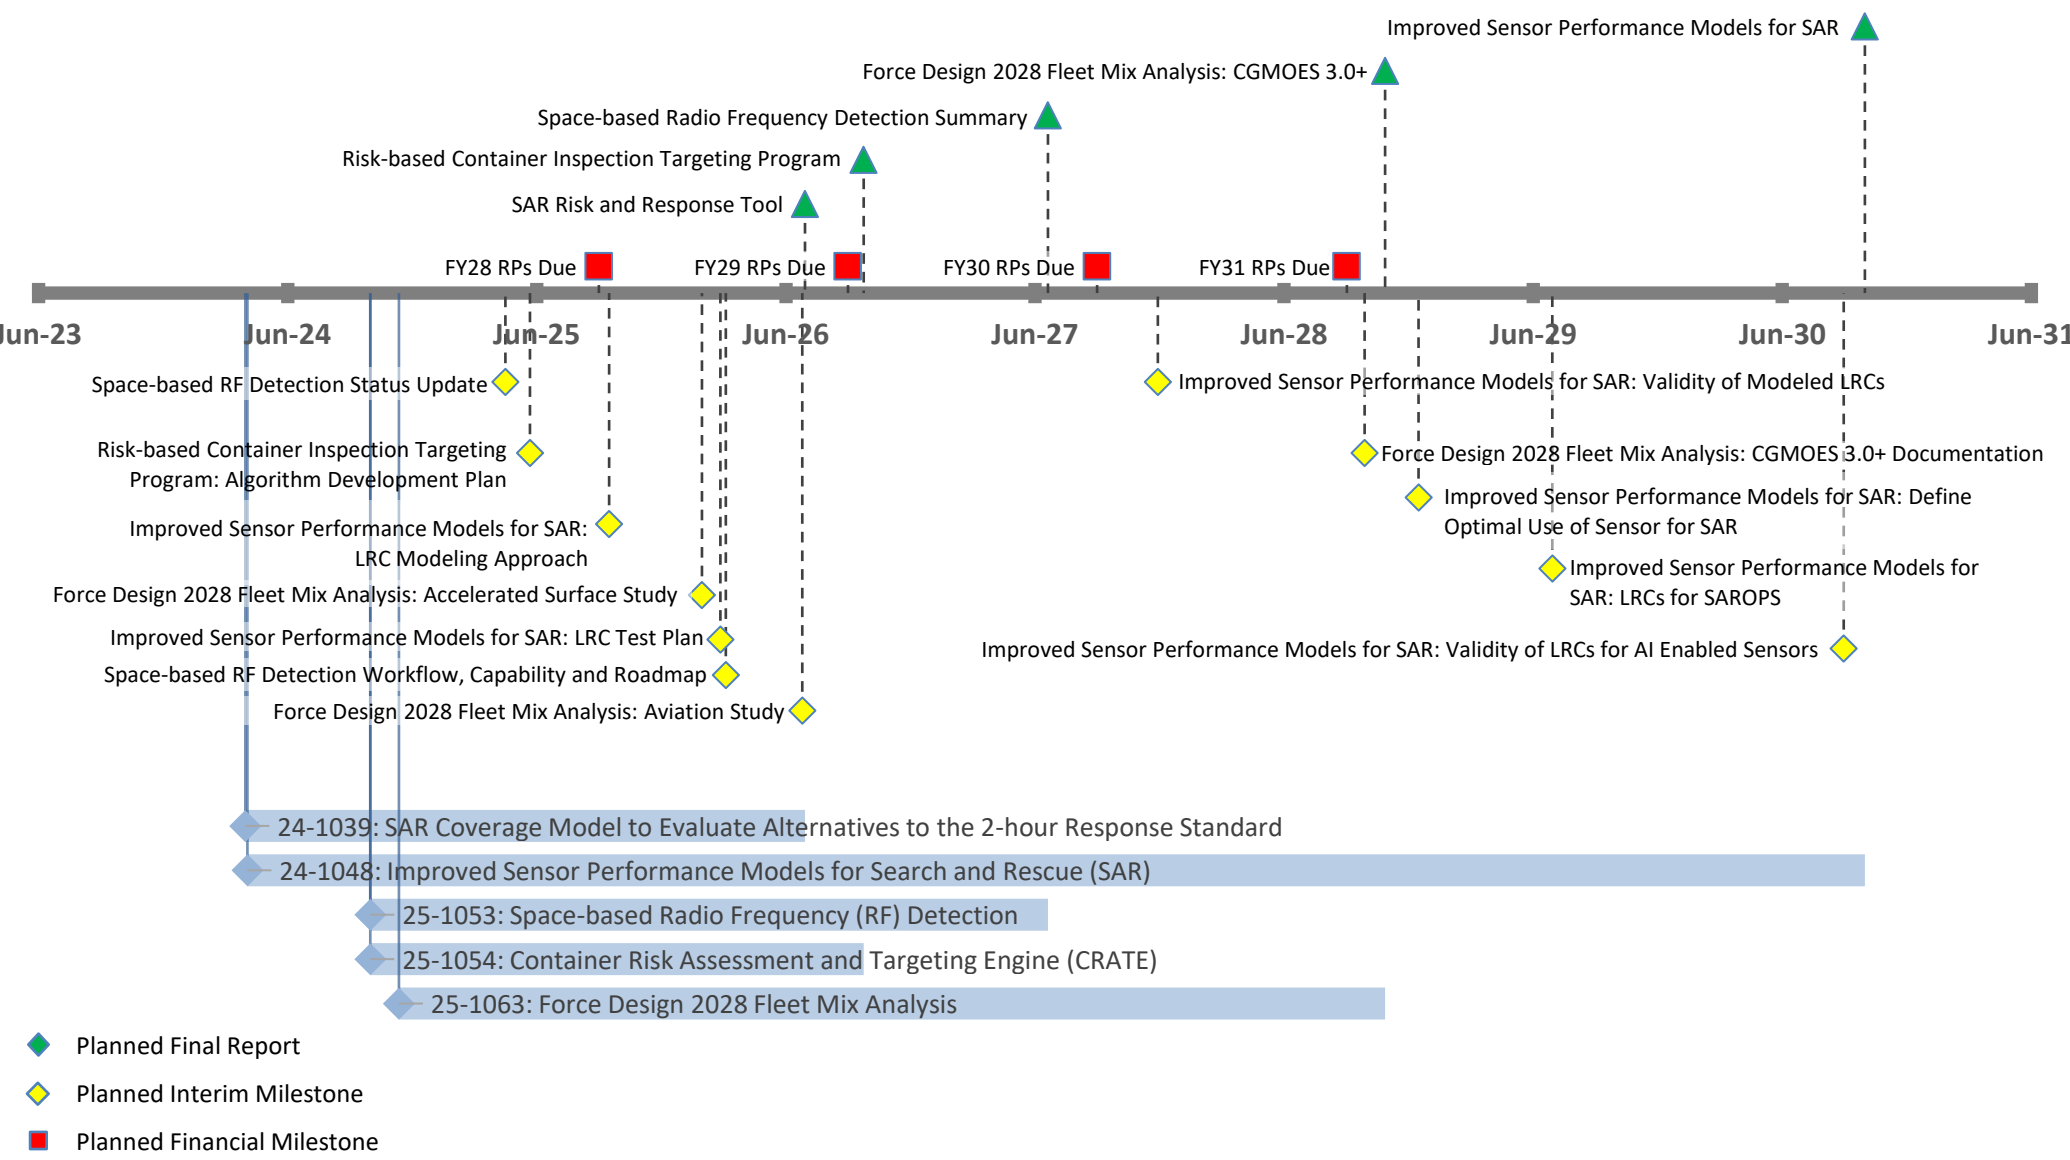 Improved Sensor Performance Models for SAR
Force Design 2028 Fleet Mix Analysis: CGMOES 3.0+
Space-based Radio Frequency Detection Summary
Risk-based Container Inspection Targeting Program
SAR Risk and Response Tool
FY28 RPs Due
FY29 RPs Due
FY30 RPs Due
FY31 RPs Due
Jun-23
Jun-24
Jun-25
Jun-26
Jun-27
Jun-28
Jun-29
Jun-30
Jun-31
Space-based RF Detection Status Update
Risk-based Container Inspection Targeting
Program: Algorithm Development Plan
Improved Sensor Performance Models for SAR:
LRC Modeling Approach
Force Design 2028 Fleet Mix Analysis: Accelerated Surface Study
Improved Sensor Performance Models for SAR: LRC Test Plan
Space-based RF Detection Workflow, Capability and Roadmap
Force Design 2028 Fleet Mix Analysis: Aviation Study
Improved Sensor Performance Models for SAR: Validity of Modeled LRCs
Force Design 2028 Fleet Mix Analysis: CGMOES 3.0+ Documentation
Improved Sensor Performance Models for SAR: Define
Optimal Use of Sensor for SAR
Improved Sensor Performance Models for
SAR: LRCs for SAROPS
Improved Sensor Performance Models for SAR: Validity of LRCs for AI Enabled Sensors
24-1039: SAR Coverage Model to Evaluate Alternatives to the 2-hour Response Standard
24-1048: Improved Sensor Performance Models for Search and Rescue (SAR)
25-1053: Space-based Radio Frequency (RF) Detection
25-1054: Container Risk Assessment and Targeting Engine (CRATE)
25-1063: Force Design 2028 Fleet Mix Analysis
Planned Final Report
Planned Interim Milestone
Planned Financial Milestone